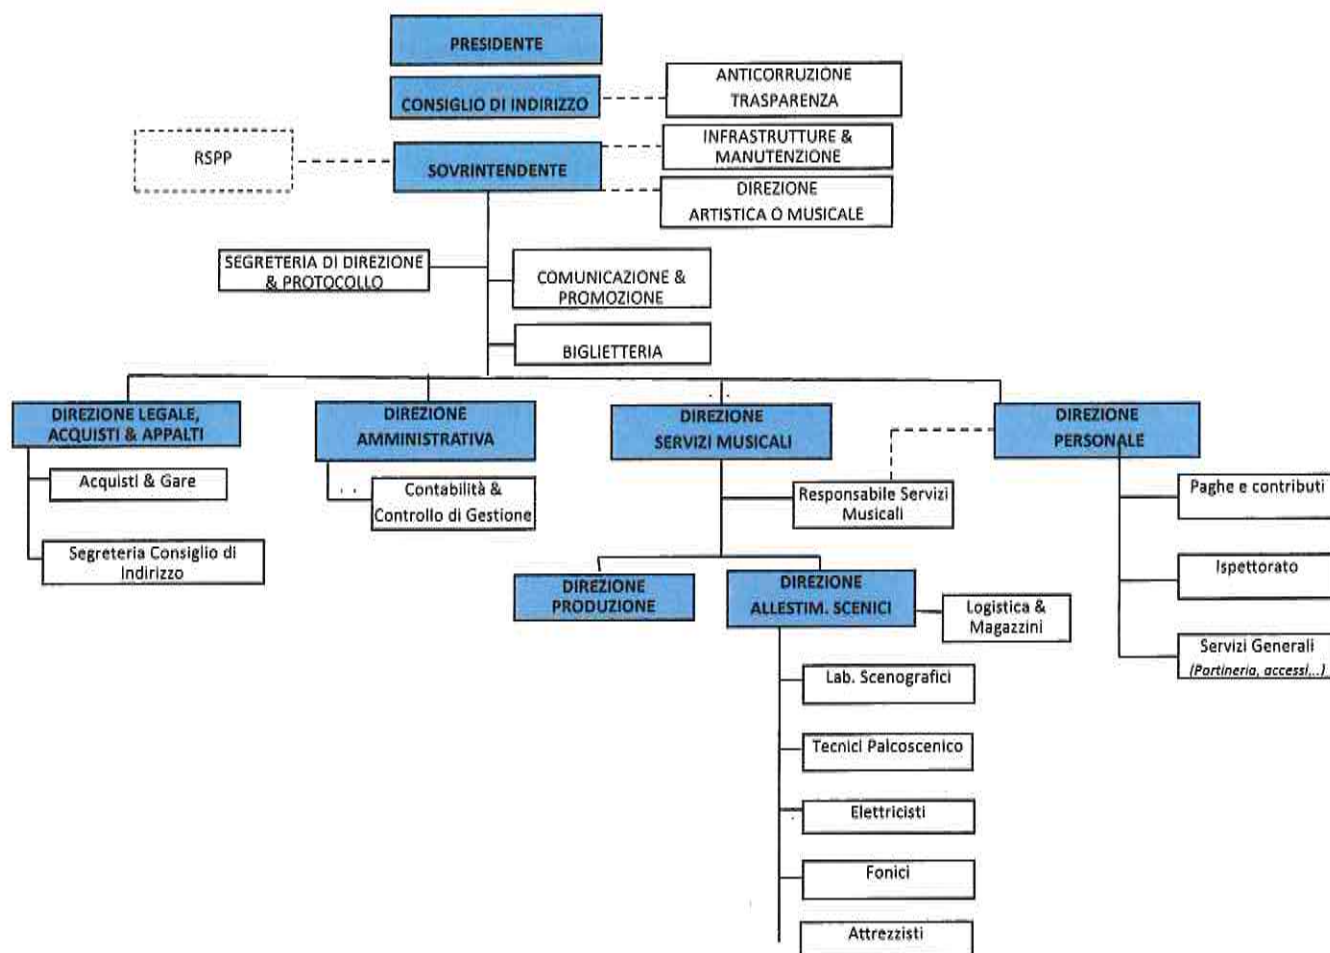 PRESIDENTE
CONSIGLIO DI INDIRIZZO
ANTICORRUZIONE
TRASPARENZA
RSPP
SOVRINTENDENTE
INFRASTRUTTURE &
MANUTENZIONE
DIREZIONE
ARTISTICA O MUSICALE
SEGRETERIA DI DIREZIONE
& PROTOCOLLO
COMUNICAZIONE &
PROMOZIONE
BIGLIETTERIA
DIREZIONE LEGALE,
ACQUISTI & APPALTI
DIREZIONE
AMMINISTRATIVA
DIREZIONE
SERVIZI MUSICALI
DIREZIONE
PERSONALE
Acquisti & Gare
Segreteria Consiglio di
Indirizzo
Contabilità &
Controllo di Gestione
Responsabile Servizi
Musicali
Paghe e contributi
Ispettorato
Servizi Generali
(Portineria, accessi...)
DIREZIONE
PRODUZIONE
DIREZIONE
ALLESTIM. SCENICI
Logistica &
Magazzini
Lab. Scenografici
Tecnici Palcoscenico
Elettricisti
Fonici
Attrezzisti